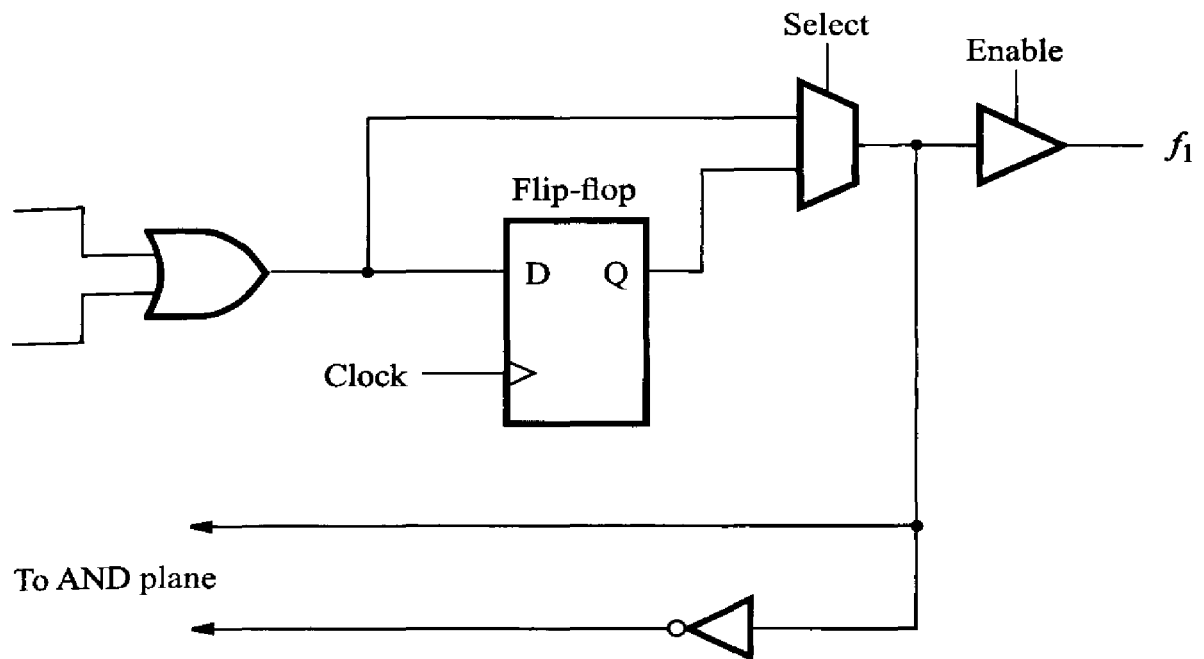 Select
Enable
f1
Flip-flop
D Q
Clock
To AND plane